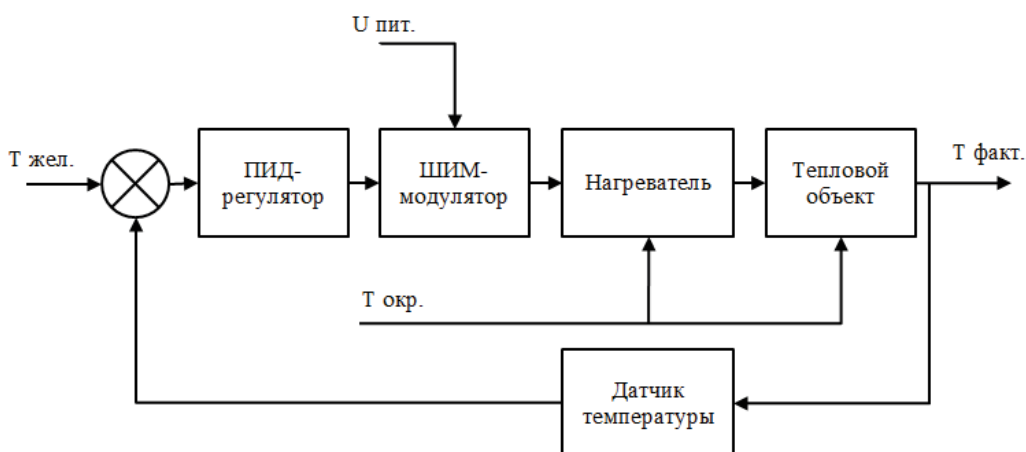 U пит.
T жел.
ПИД-
регулятор
ШИМ-
модулятор
Нагреватель
Тепловой
объект
T факт.
T окр.
Датчик
температуры